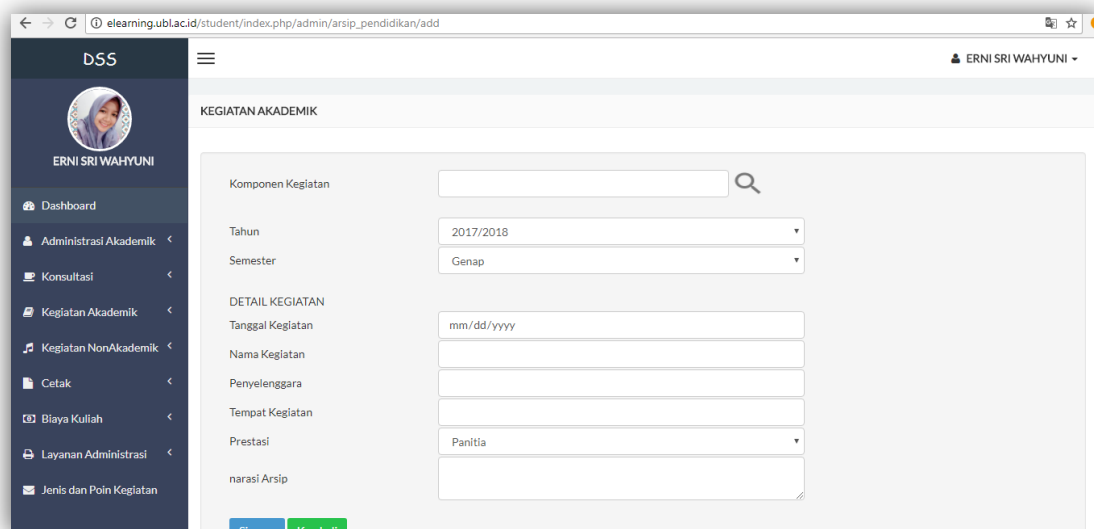 elearning.ubl.ac.id/student/index.php/admin/arsip_pendidikan/add
DSS
ERNI SRI WAHYUNI
KEGIATAN AKADEMIK
ERNI SRI WAHYUNI
Dashboard
Administrasi Akademik
Konsultasi
Kegiatan Akademik
Kegiatan NonAkademik
Cetak
Biaya Kuliah
Layanan Administrasi
Jenis dan Poin Kegiatan
Komponen Kegiatan
Tahun 2017/2018
Semester Genap
DETAIL KEGIATAN
Tanggal Kegiatan mm/dd/yyyy
Nama Kegiatan
Penyelenggara
Tempat Kegiatan
Prestasi Panitia
narasi Arsip